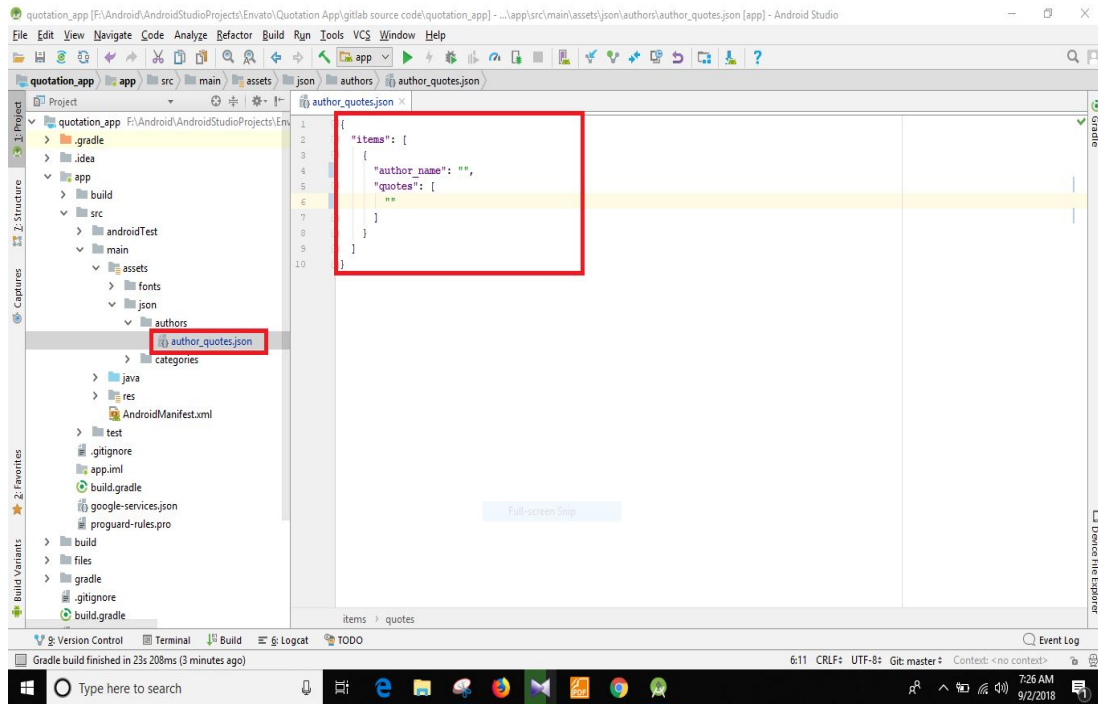 quotation_app [F:\Android\AndroidStudioProjects\Envato\Quotation App\gitlab source code\quotation_app] - ...\app\src\main\assets\json\authors\author_quotes.json [app] - Android Studio
File Edit View Navigate Code Analyze Refactor Build Run Tools VCS Window Help
app
quotation_app app src main assets json authors author_quotes.json
Project
author_quotes.json
1: Project
Z: Structure
Captures
2: Favorites
Build Variants
quotation_app F:\Android\AndroidStudioProjects\Env
.gradle
.idea
app
build
src
androidTest
main
assets
fonts
json
authors
author_quotes.json
categories
java
res
AndroidManifest.xml
test
.gitignore
app.iml
build.gradle
google-services.json
proguard-rules.pro
build
files
gradle
.gitignore
build.gradle
1 {
2 "items": [
3 {
4 "author_name": "",
5 "quotes": [
6 ""
7 ]
8 }
9 ]
10 }
Full-screen Snip
items quotes
Gradle
Device File Explorer
9: Version Control Terminal Build 6: Logcat TODO Event Log
Gradle build finished in 23s 208ms (3 minutes ago) 6:11 CRLF UTF-8 Git: master Context: <no context>
Type here to search
PDF
7:26 AM
9/2/2018
1